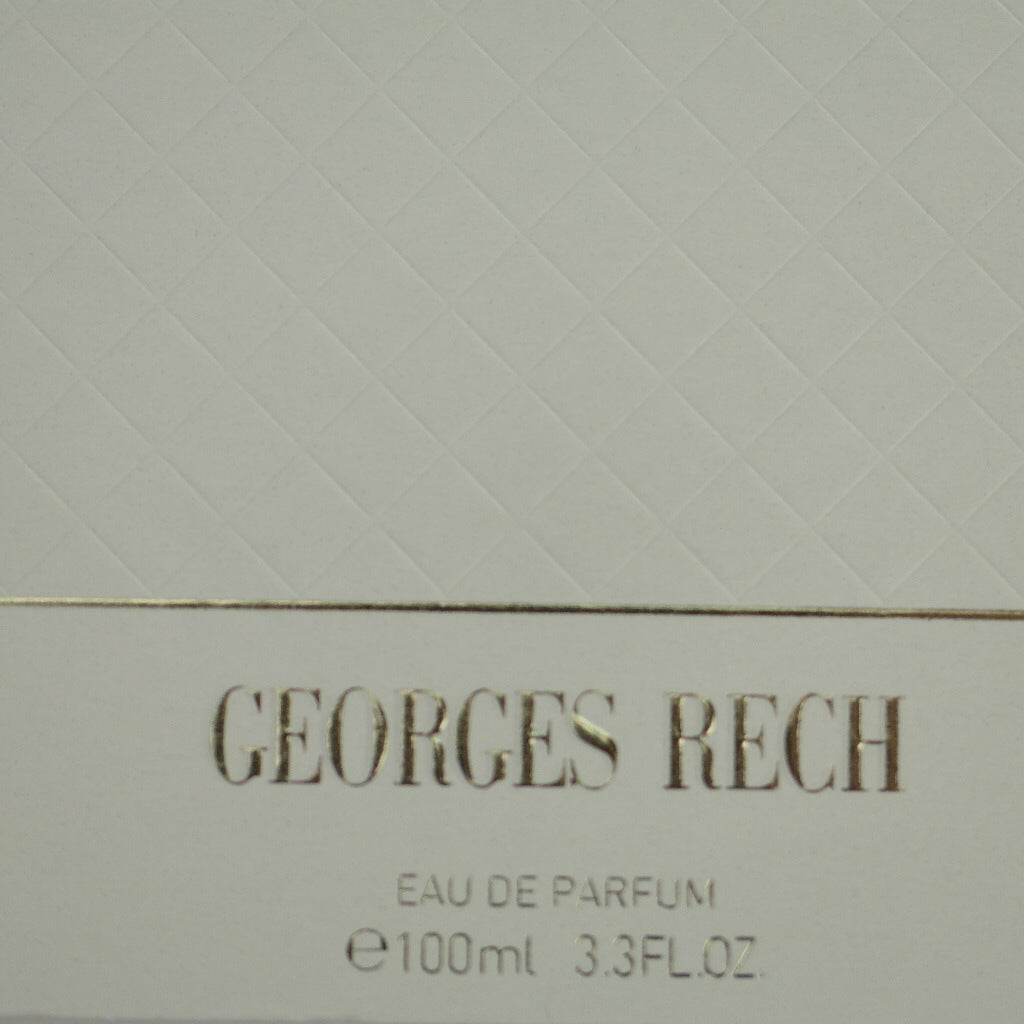 GEORGES RECH
EAU DE PARFUM
℮100ml 3.3FL.OZ.